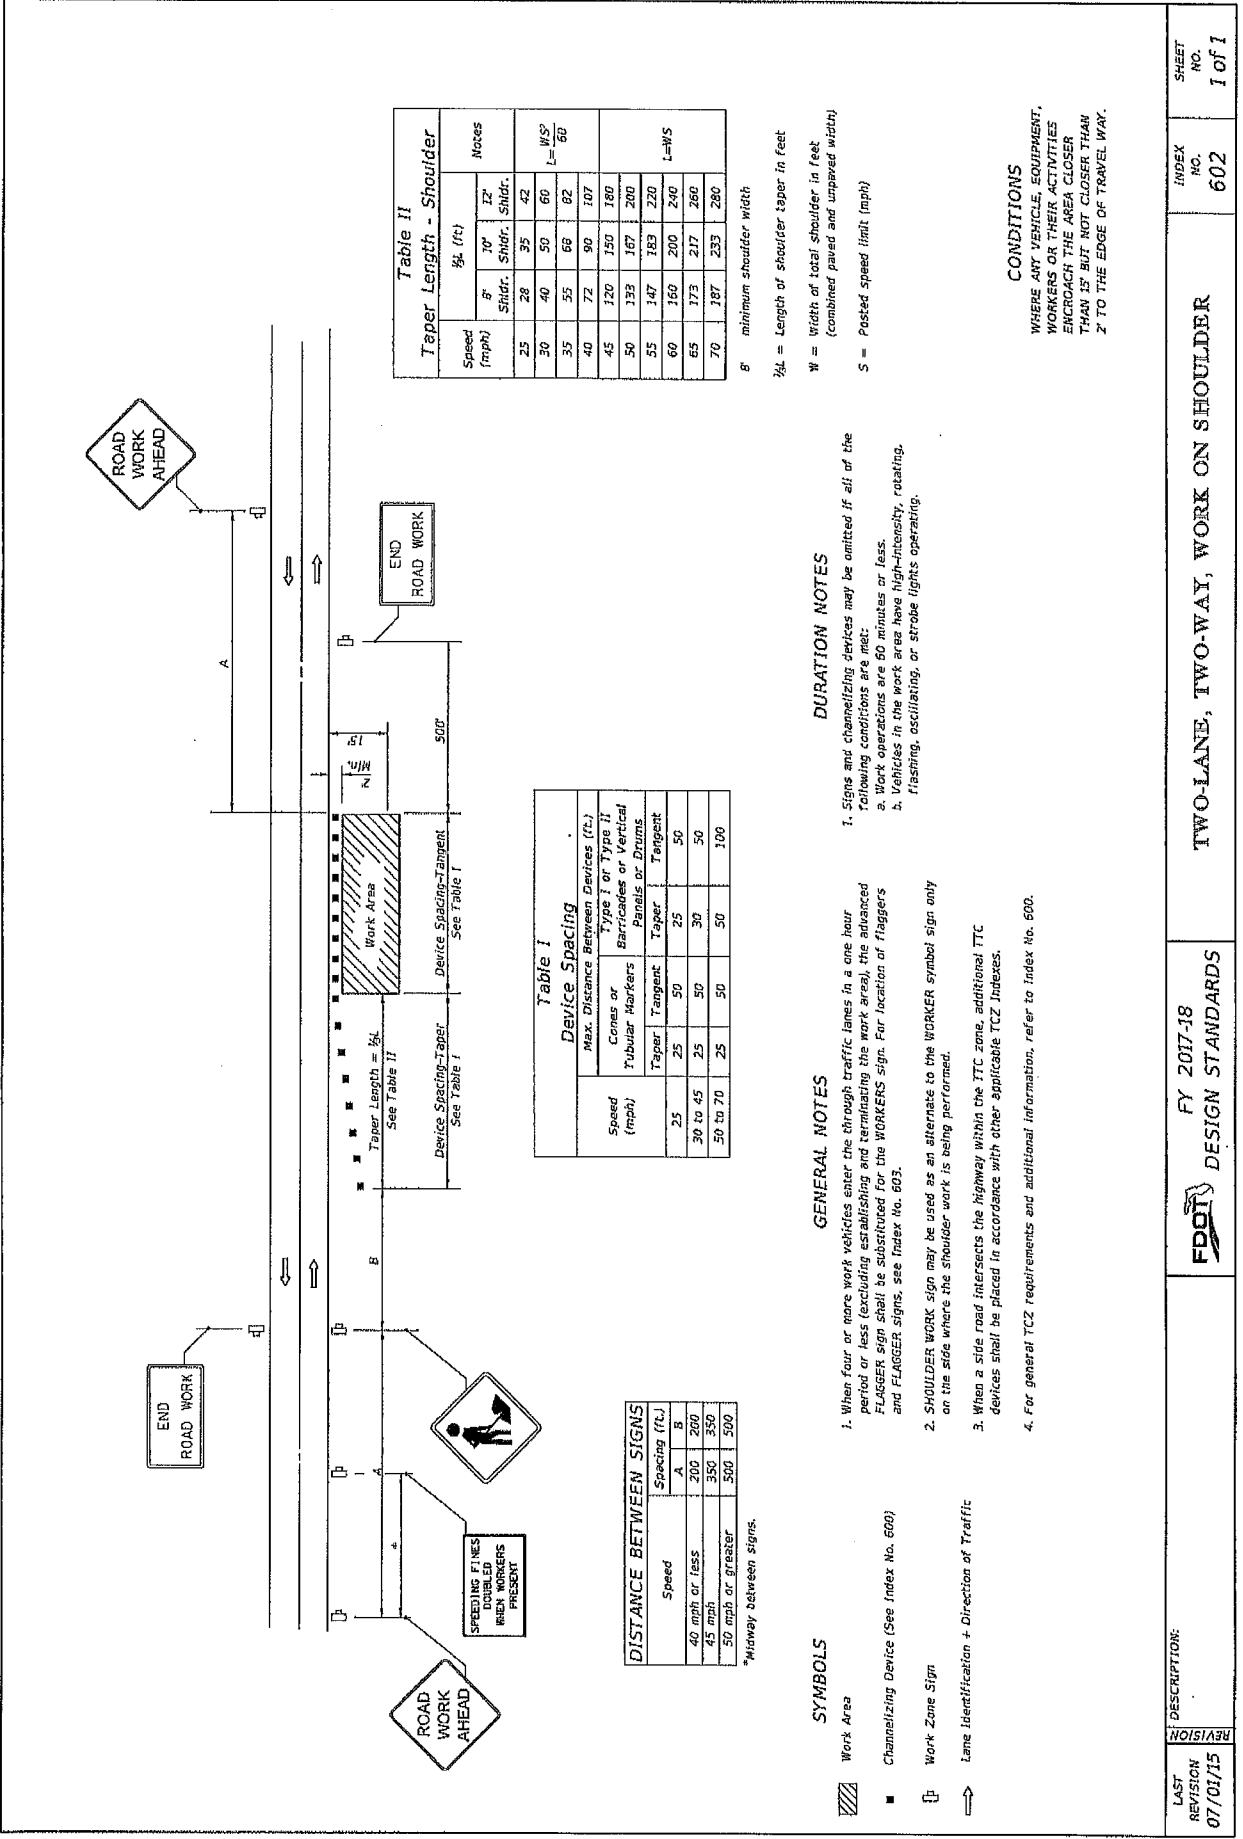 END
ROAD WORK
ROAD
WORK
AHEAD
A
B
A
*
ROAD
WORK
AHEAD
SPEEDING FINES
DOUBLED
WHEN WORKERS
PRESENT
Taper Length = ⅓L
See Table II
Work Area
2'
Min.
15'
Device Spacing-Taper
See Table I
Device Spacing-Tangent
See Table I
500'
END
ROAD WORK
DISTANCE BETWEEN SIGNS
Speed Spacing (ft.)
A B
40 mph or less 200 200
45 mph 350 350
50 mph or greater 500 500
*Midway between signs.
Table I
Device Spacing
Speed (mph) Max. Distance Between Devices (ft.)
Cones or Tubular Markers Type I or Type II Barricades or Vertical Panels or Drums
Taper Tangent Taper Tangent
25 25 50 25 50
30 to 45 25 50 30 50
50 to 70 25 50 50 100
Table II
Taper Length - Shoulder
Speed (mph) ⅓L (ft) Notes
8' Shldr. 10' Shldr. 12' Shldr.
25 28 35 42 L= WS²/60
30 40 50 60
35 55 66 82
40 72 90 107
45 120 150 180 L=WS
50 133 167 200
55 147 183 220
60 160 200 240
65 173 217 260
70 187 233 280
8' minimum shoulder width
⅓L = Length of shoulder taper in feet
W = Width of total shoulder in feet
(combined paved and unpaved width)
S = Posted speed limit (mph)
SYMBOLS
Work Area
Channelizing Device (See Index No. 600)
Work Zone Sign
Lane Identification + Direction of Traffic
GENERAL NOTES
1. When four or more work vehicles enter the through traffic lanes in a one hour
period or less (excluding establishing and terminating the work area), the advanced
FLAGGER sign shall be substituted for the WORKERS sign. For location of flaggers
and FLAGGER signs, see Index No. 603.
2. SHOULDER WORK sign may be used as an alternate to the WORKER symbol sign only
on the side where the shoulder work is being performed.
3. When a side road intersects the highway within the TTC zone, additional TTC
devices shall be placed in accordance with other applicable TCZ Indexes.
4. For general TCZ requirements and additional information, refer to Index No. 600.
DURATION NOTES
1. Signs and channelizing devices may be omitted if all of the
following conditions are met:
a. Work operations are 60 minutes or less.
b. Vehicles in the work area have high-intensity, rotating,
flashing, oscillating, or strobe lights operating.
CONDITIONS
WHERE ANY VEHICLE, EQUIPMENT,
WORKERS OR THEIR ACTIVITIES
ENCROACH THE AREA CLOSER
THAN 15' BUT NOT CLOSER THAN
2' TO THE EDGE OF TRAVEL WAY.
LAST
REVISION
07/01/15
REVISION
DESCRIPTION:
FDOT
FY 2017-18
DESIGN STANDARDS
TWO-LANE, TWO-WAY, WORK ON SHOULDER
INDEX
NO.
602
SHEET
NO.
1 of 1